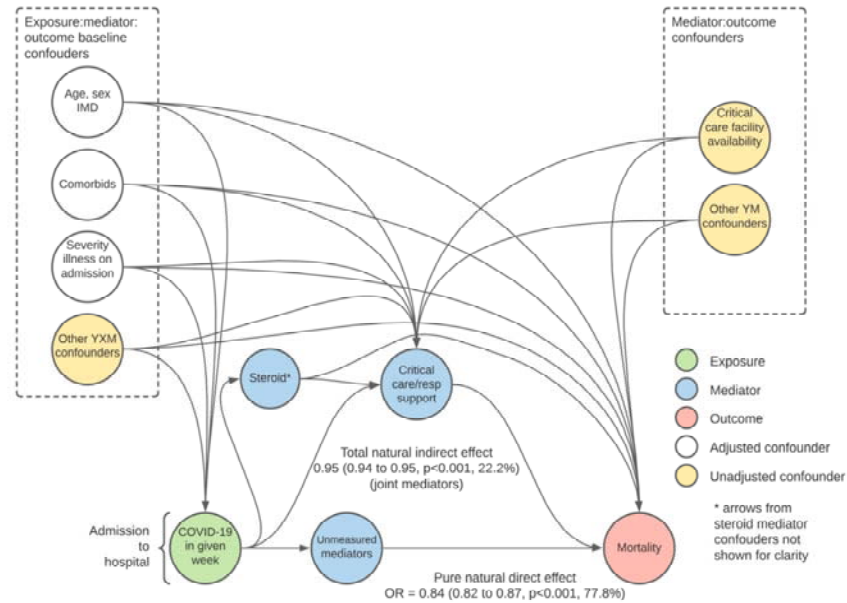 Exposure:mediator:
outcome baseline
confouders
Age, sex
IMD
Comorbids
Severity
illness on
admission
Other YXM
confounders
Mediator:outcome
confounders
Critical
care facility
availability
Other YM
confounders
Steroid*
Critical
care/resp
support
Exposure
Mediator
Outcome
Adjusted confounder
Unadjusted confounder
* arrows from
steroid mediator
confouders not
shown for clarity
Total natural indirect effect
0.95 (0.94 to 0.95, p<0.001, 22.2%)
(joint mediators)
Admission
to
hospital
COVID-19
in given
week
Unmeasured
mediators
Mortality
Pure natural direct effect
OR = 0.84 (0.82 to 0.87, p<0.001, 77.8%)